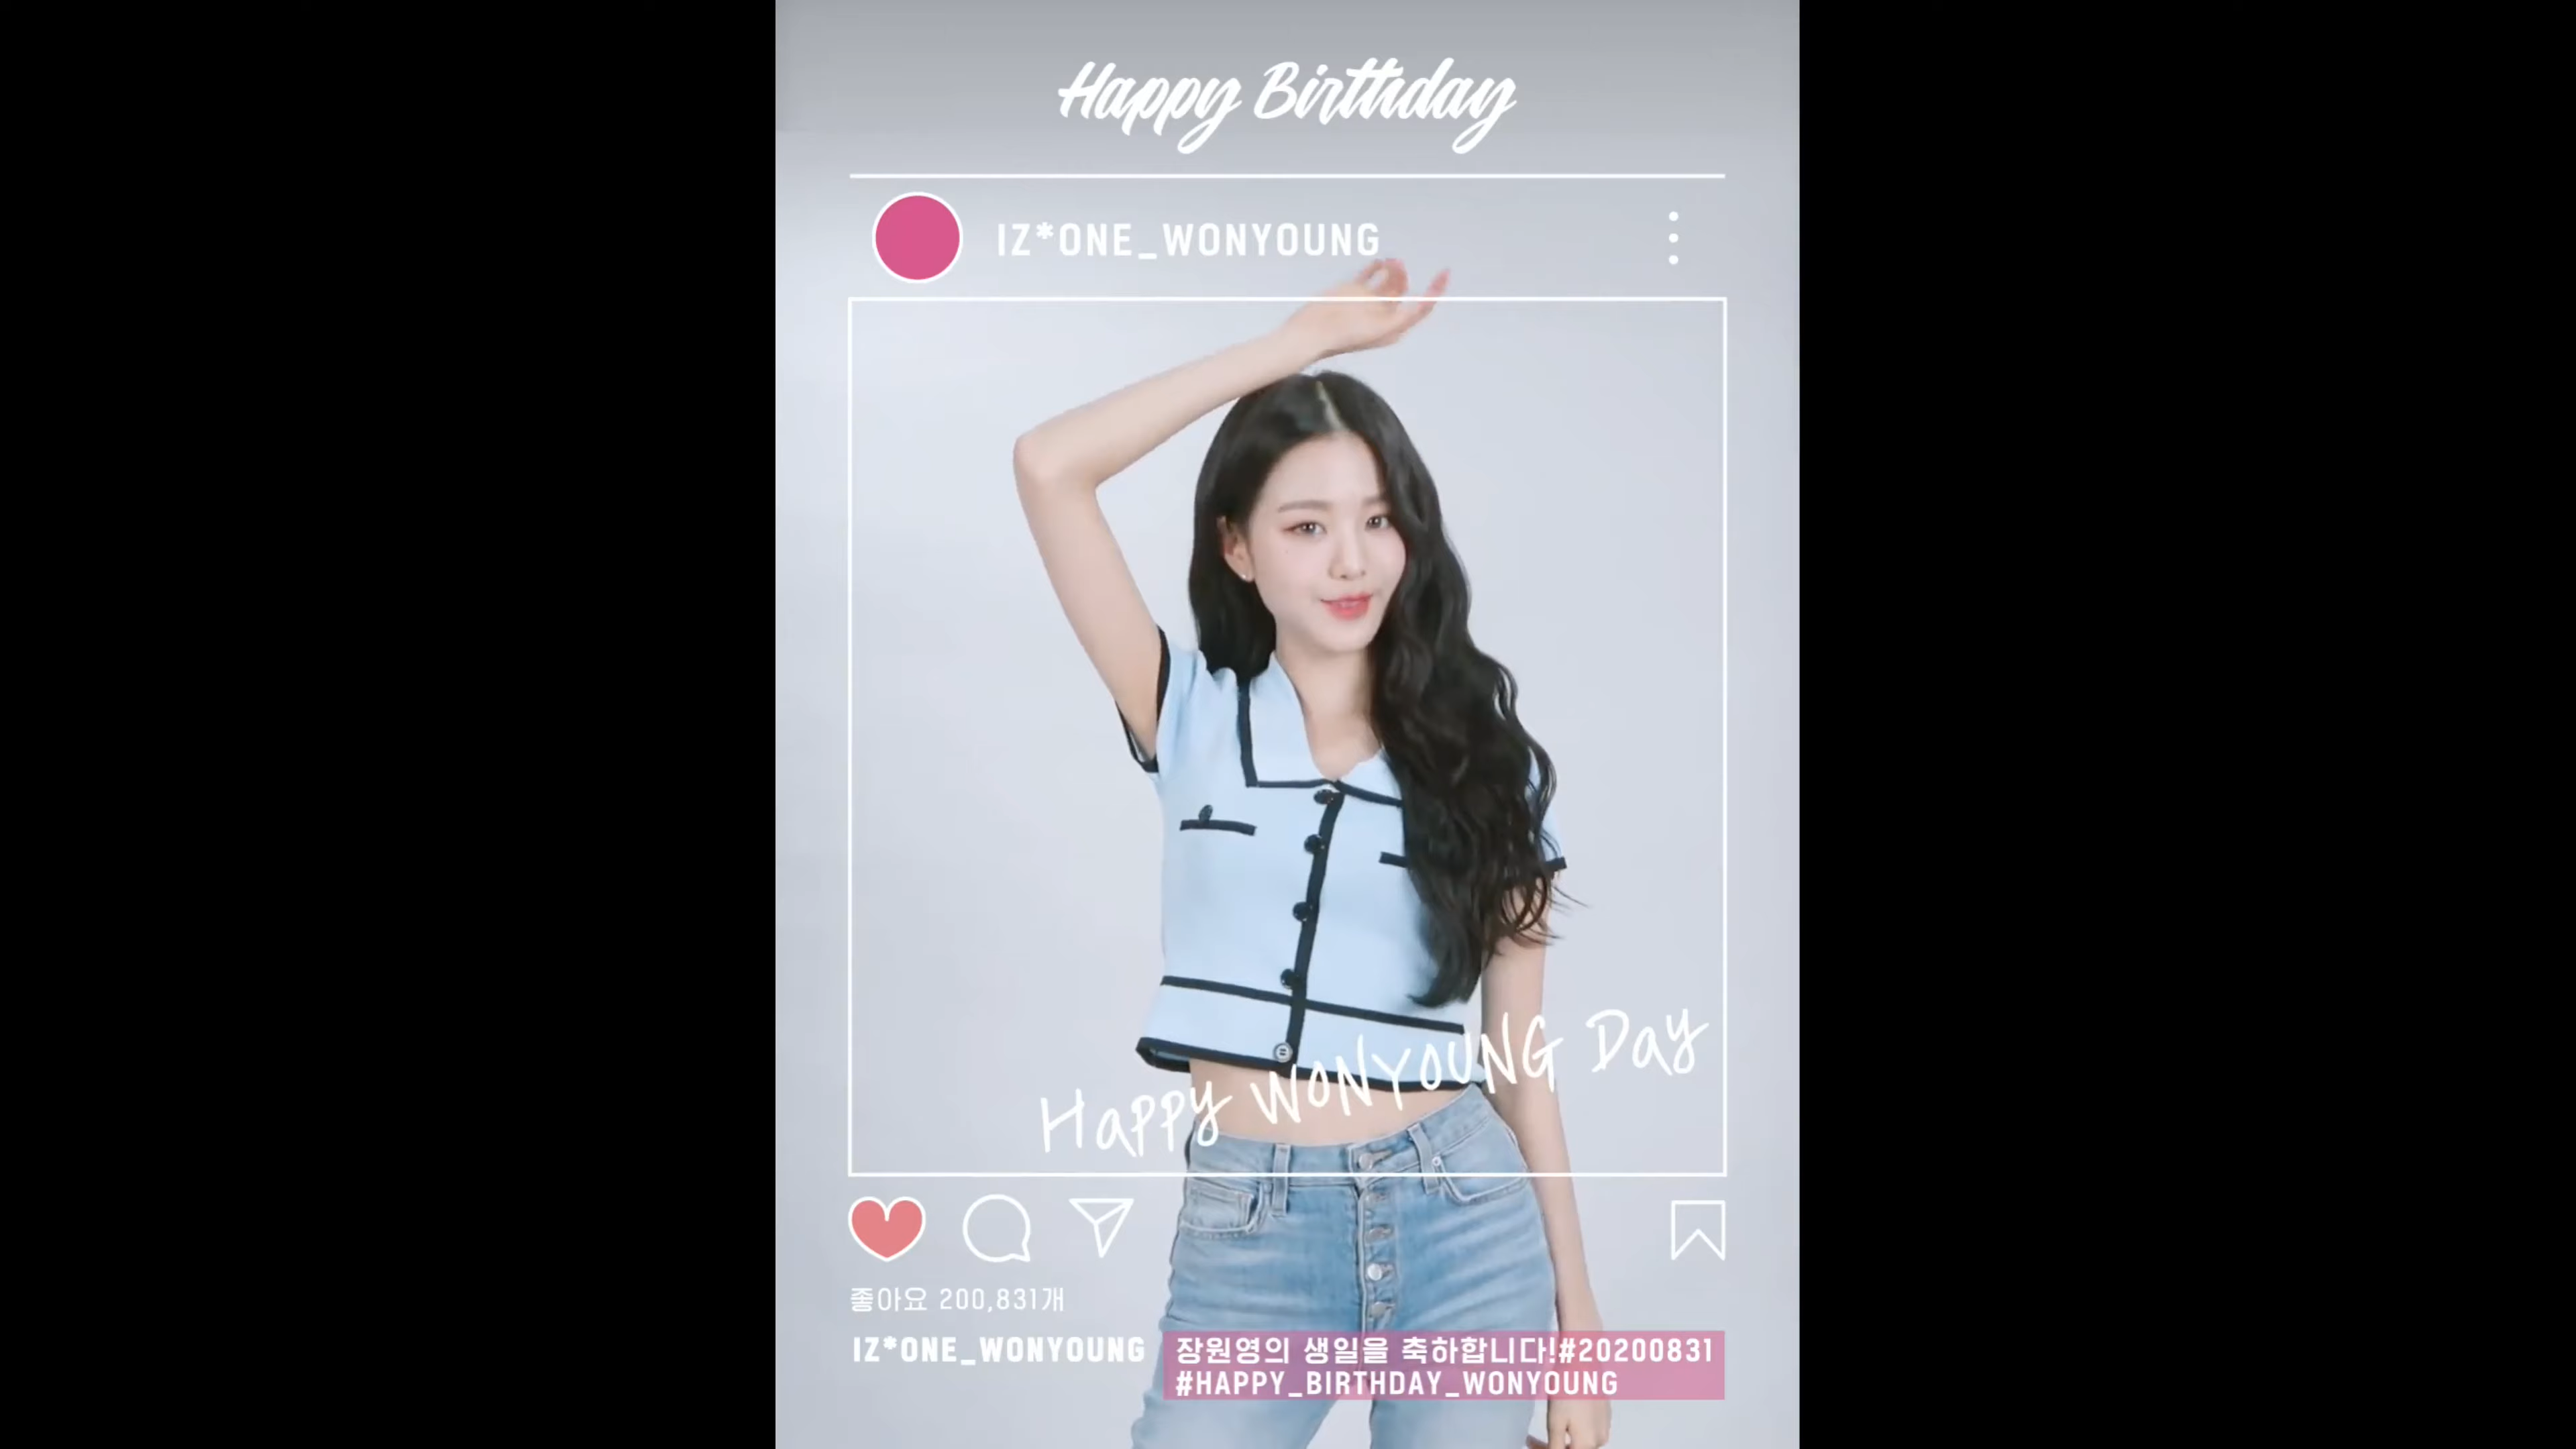 Happy Birthday
IZ*ONE_WONYOUNG
Happy WONYOUNG Day
좋아요 200,831개
IZ*ONE_WONYOUNG 장원영의 생일을 축하합니다!#20200831
#HAPPY_BIRTHDAY_WONYOUNG